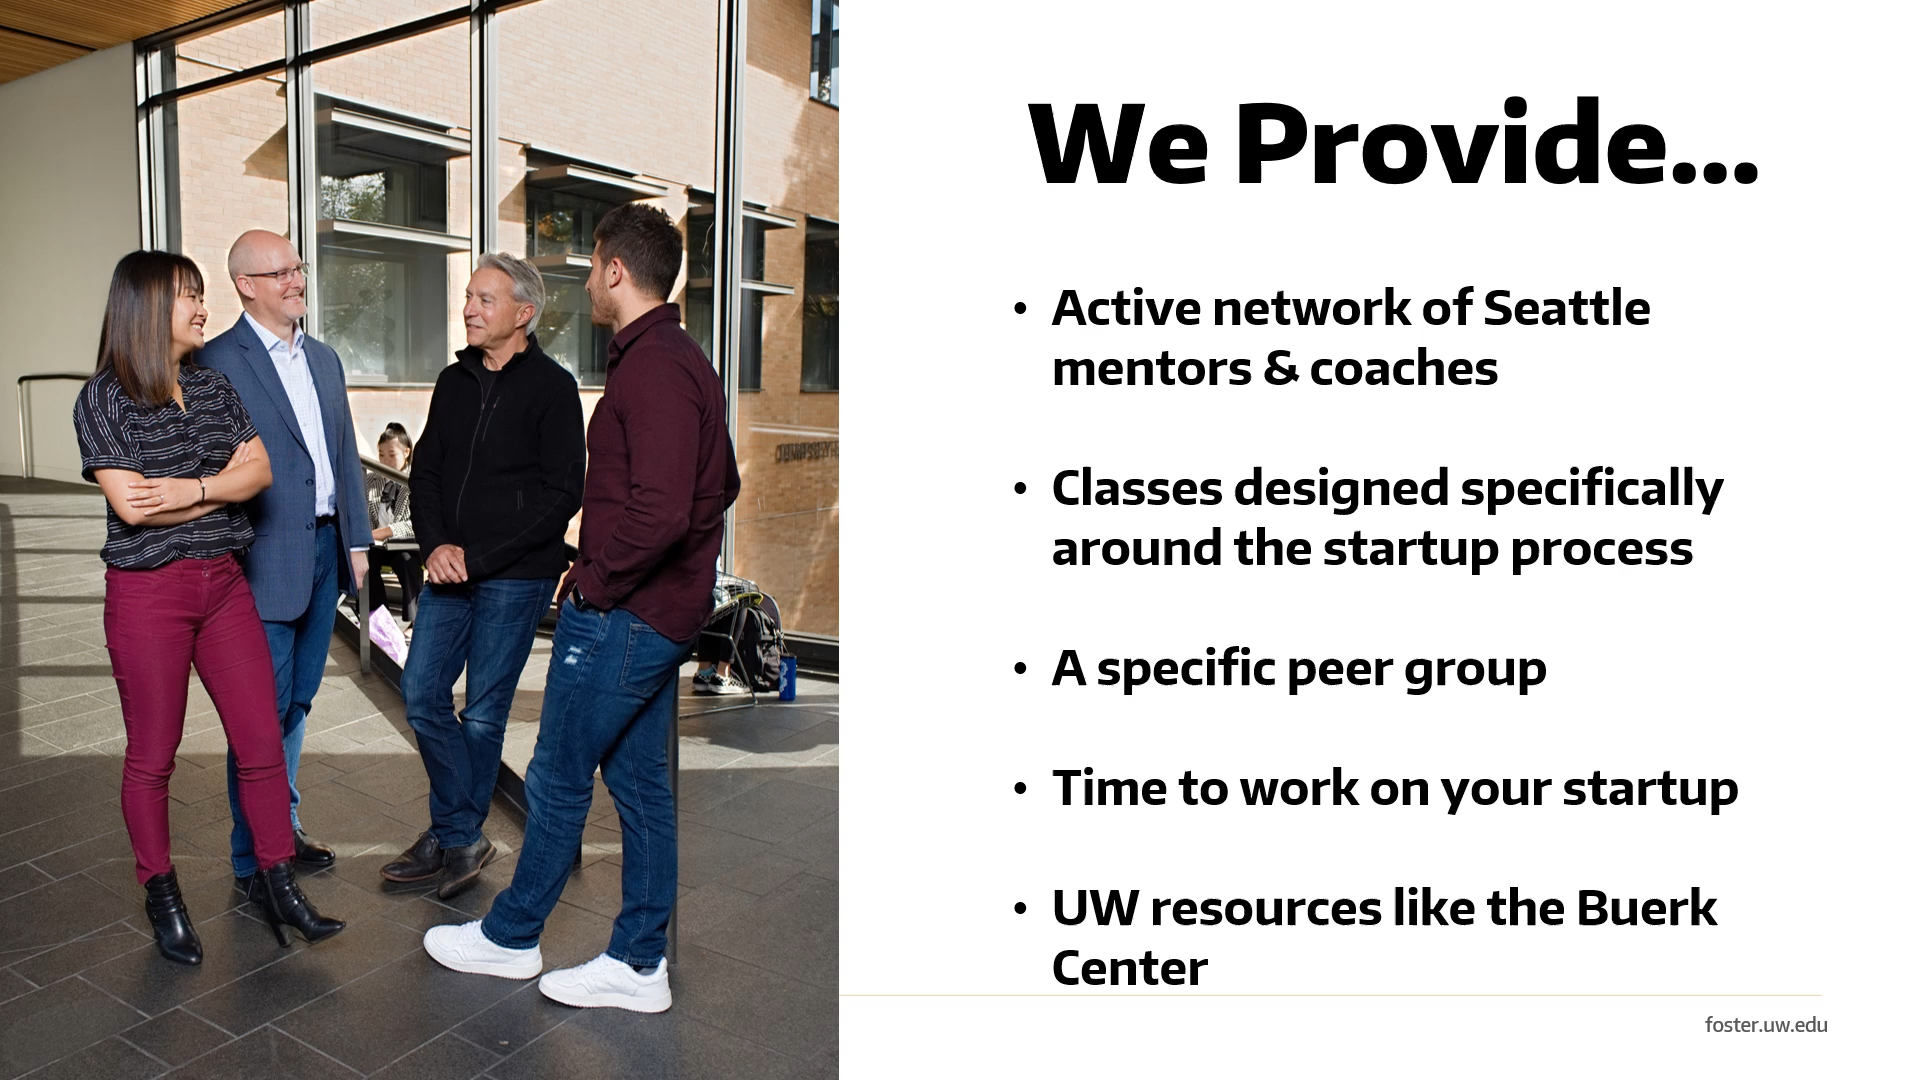 We Provide...
• Active network of Seattle
mentors & coaches
• Classes designed specifically
around the startup process
• A specific peer group
• Time to work on your startup
• UW resources like the Buerk
Center
foster.uw.edu